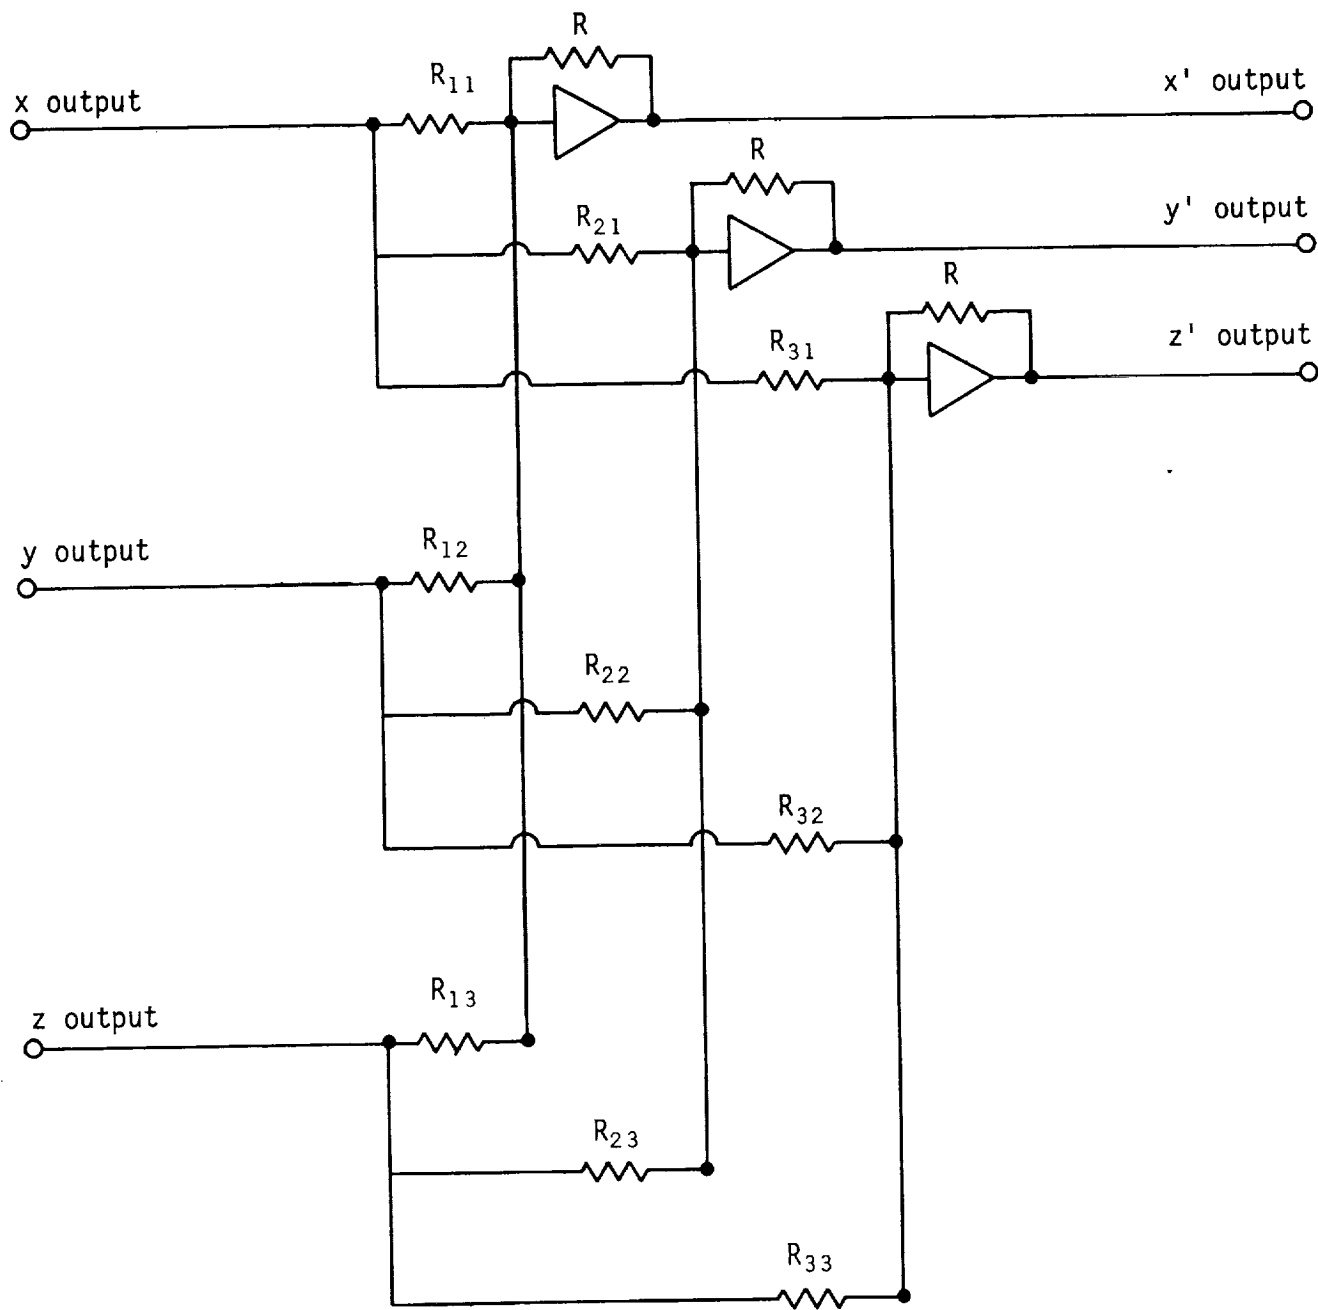 R
R11
x output
x' output
R
R21
y' output
R
R31
z' output
R12
y output
R22
R32
R13
z output
R23
R33